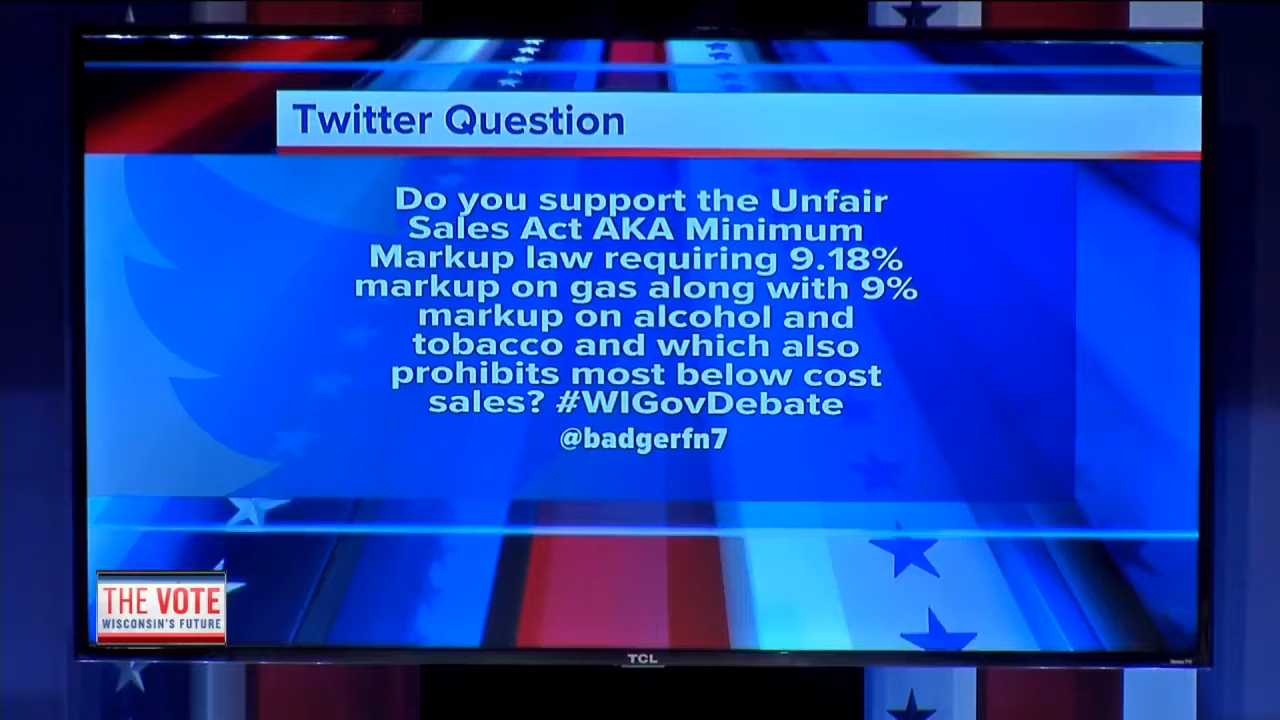 Twitter Question
Do you support the Unfair
Sales Act AKA Minimum
Markup law requiring 9.18%
markup on gas along with 9%
markup on alcohol and
tobacco and which also
prohibits most below cost
sales? #WIGovDebate
@badgerfn7
THE VOTE
WISCONSIN'S FUTURE
TCL
Roku TV